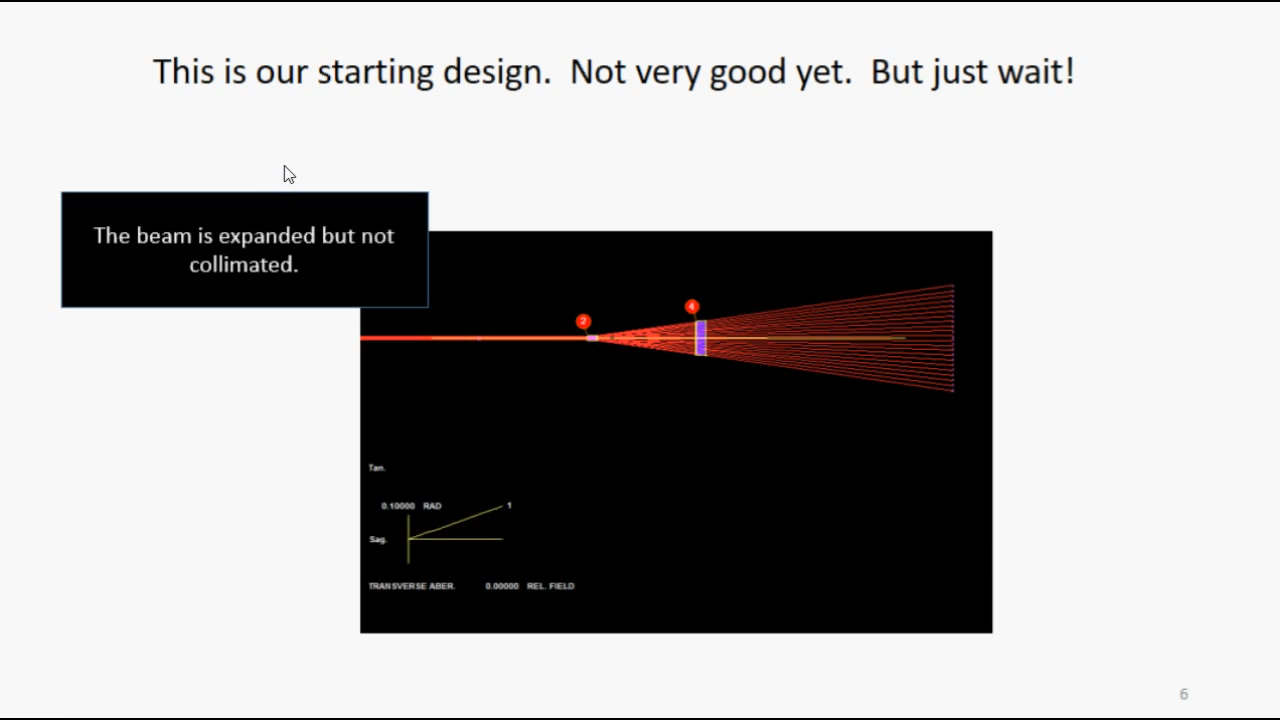 This is our starting design.  Not very good yet.  But just wait!
The beam is expanded but not
collimated.
2
4
Tan.
0.10000 RAD
1
Sag.
TRANSVERSE ABER. 0.00000 REL. FIELD
6